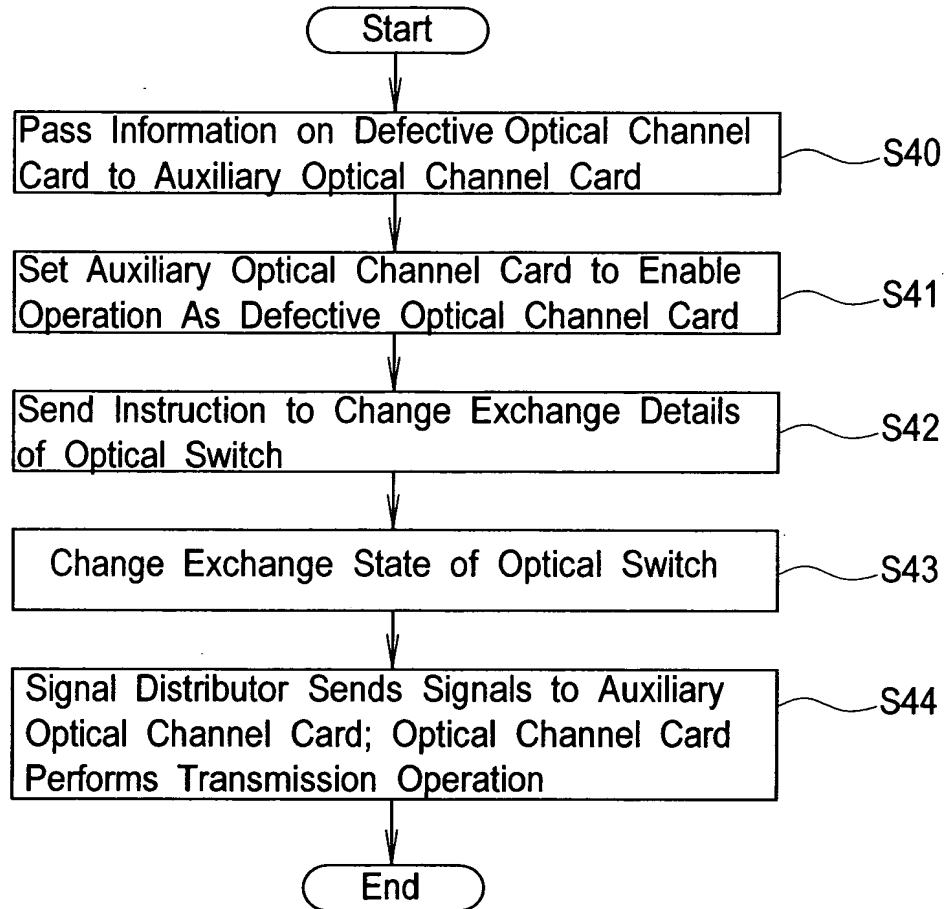 Start
Pass Information on Defective Optical Channel
Card to Auxiliary Optical Channel Card
S40
Set Auxiliary Optical Channel Card to Enable
Operation As Defective Optical Channel Card
S41
Send Instruction to Change Exchange Details
of Optical Switch
S42
Change Exchange State of Optical Switch
S43
Signal Distributor Sends Signals to Auxiliary
Optical Channel Card; Optical Channel Card
Performs Transmission Operation
S44
End